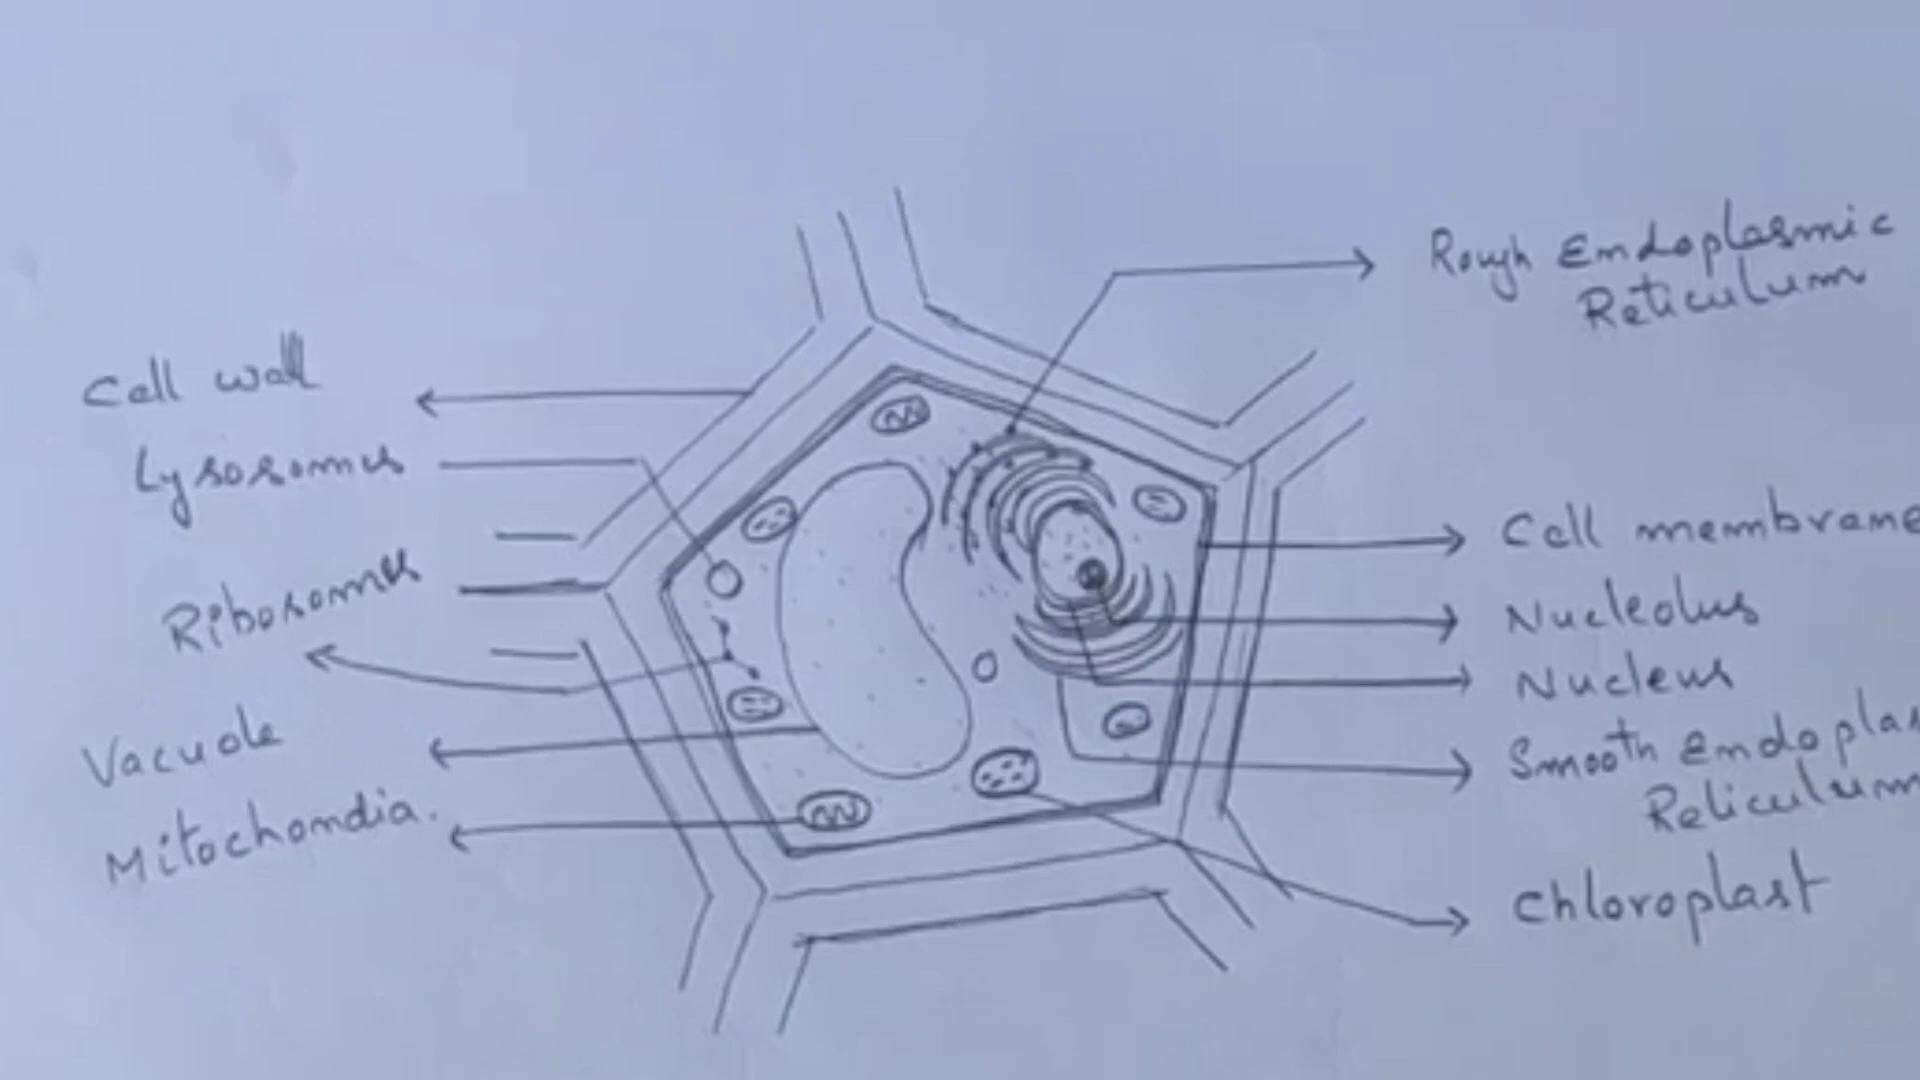 Rough Endoplasmic
Reticulum
Cell wall
Lysosomes
Ribosomes
Vacuole
Mitochondia.
Cell membrane
Nucleolus
Nucleus
Smooth Endoplas
Reticulum
Chloroplast